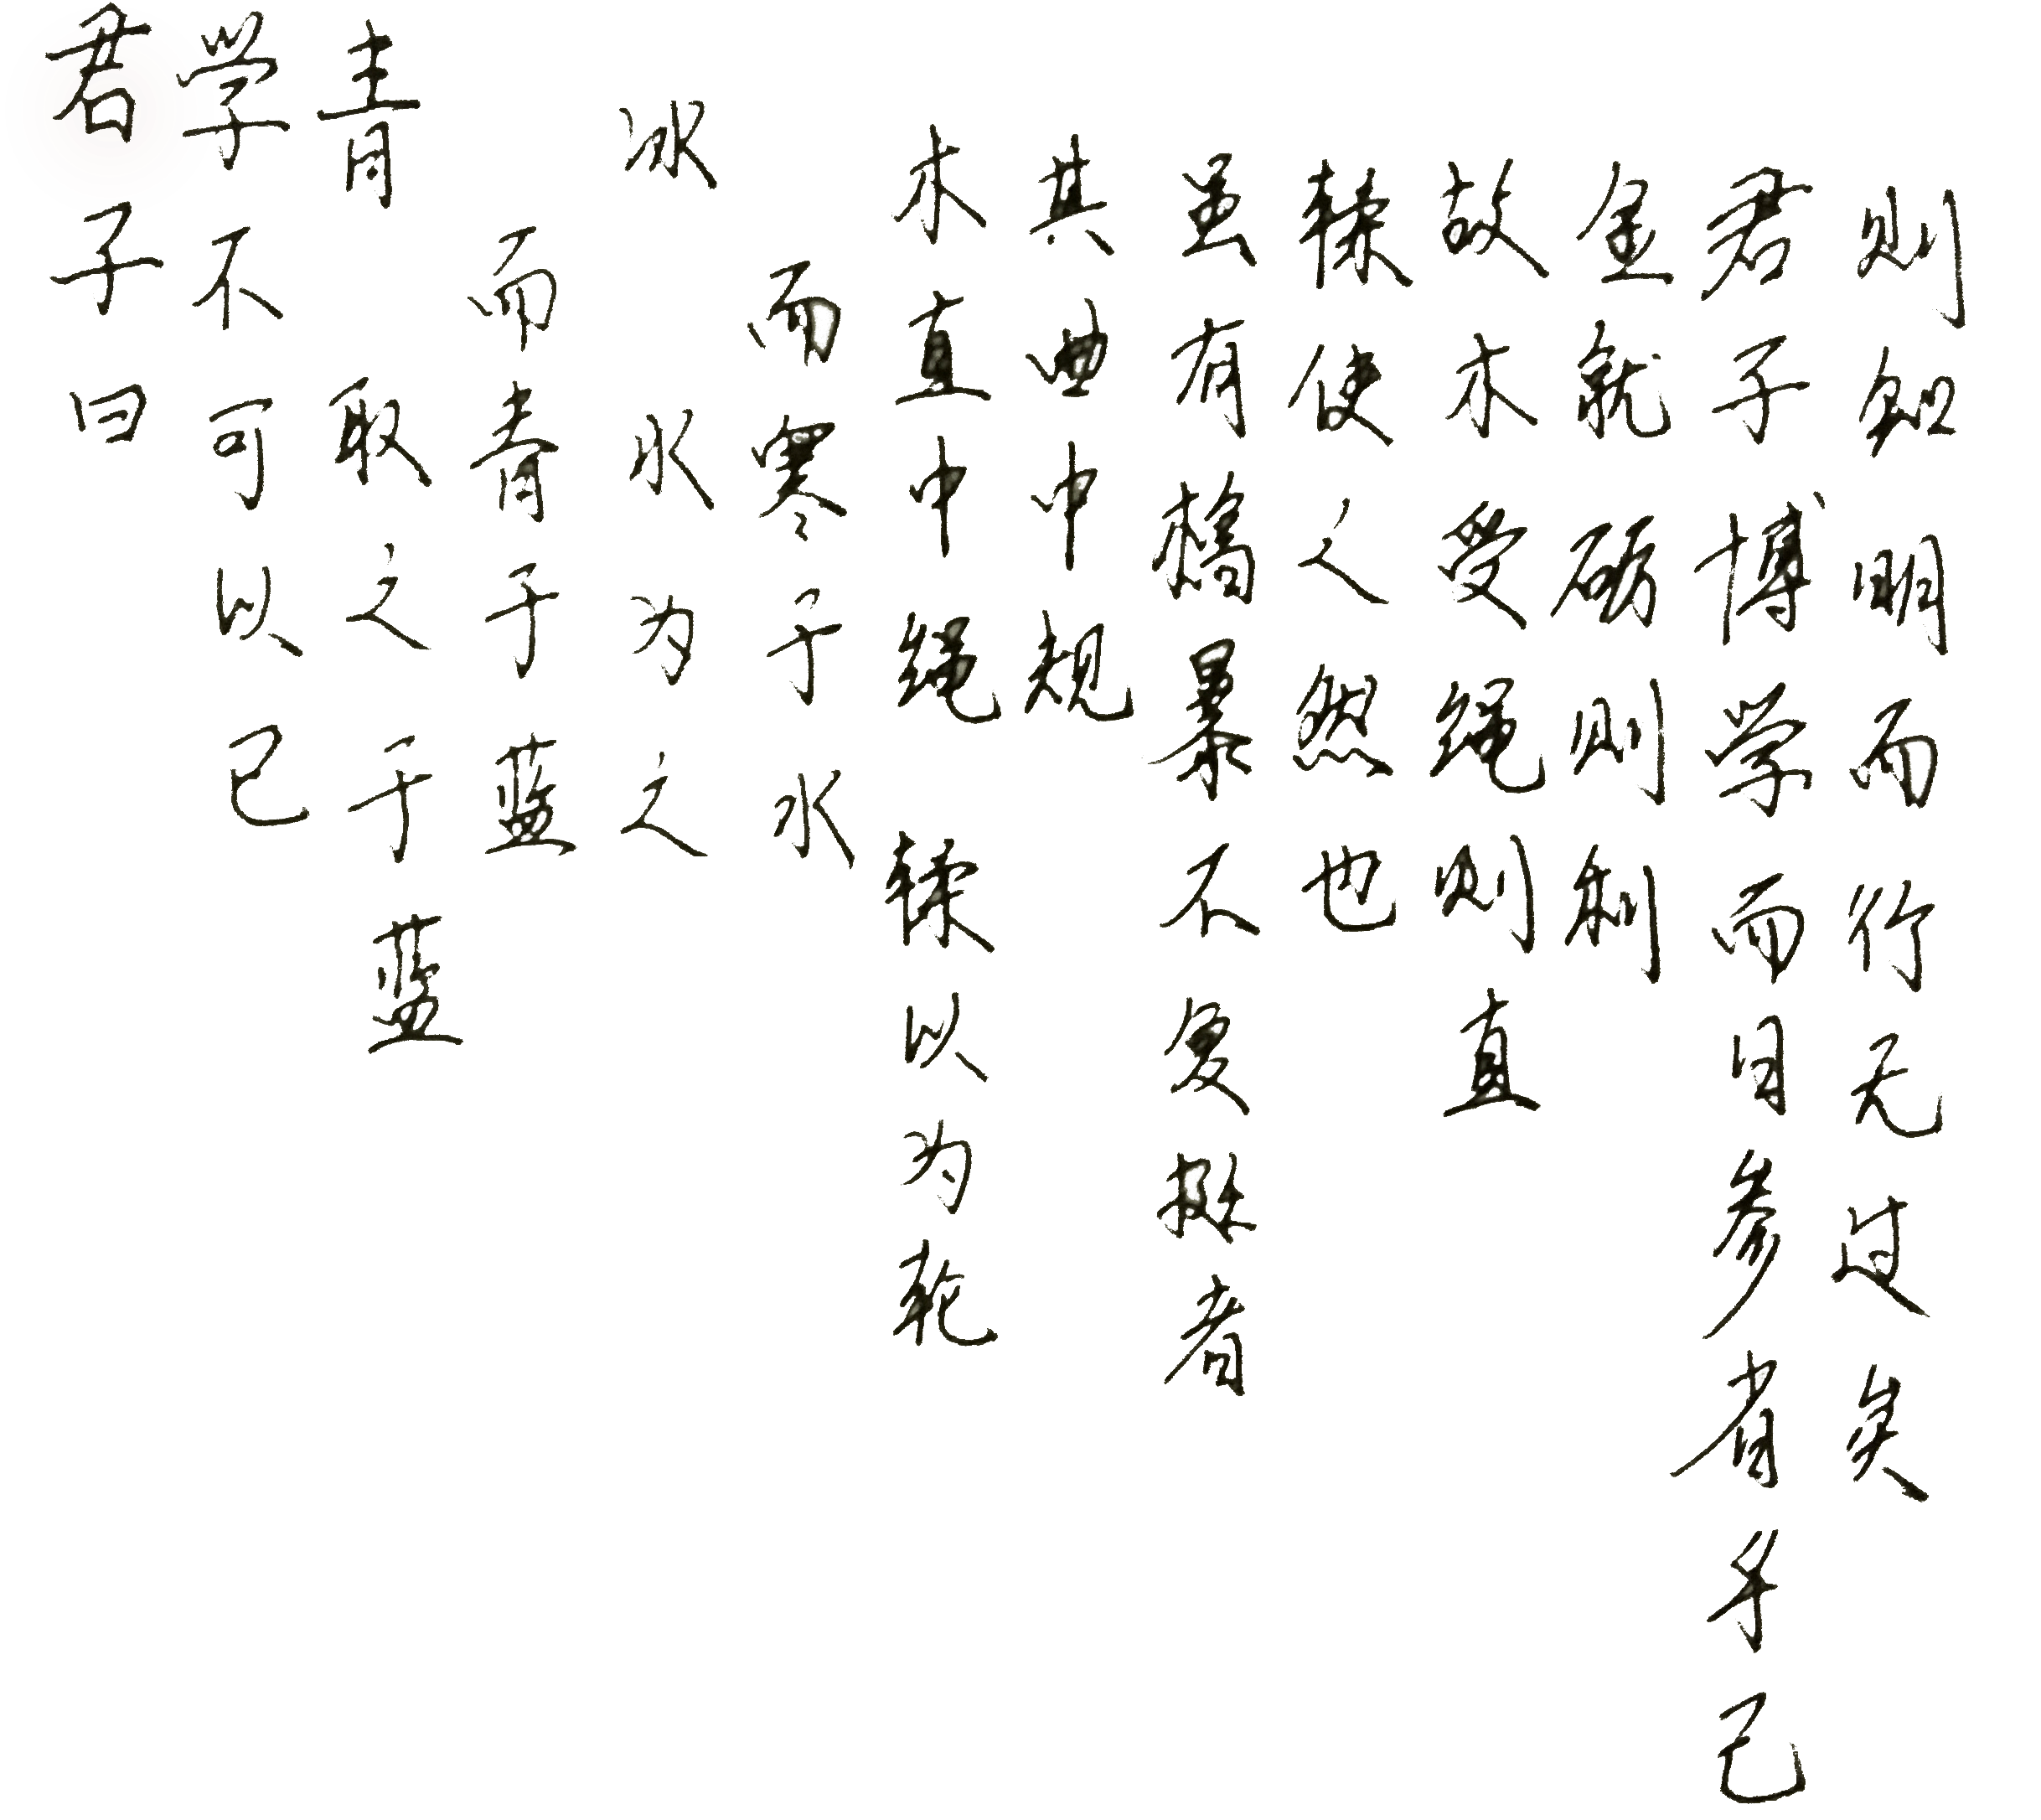 君子曰
学不可以已
青 取之于蓝
而青于蓝
冰水为之
而寒于水
木直中绳 𫐓以为轮
其曲中规
虽有槁暴不复挺者
𫐓使之然也
故木受绳则直
金就砺则利
君子博学而日参省乎己
则知明而行无过矣